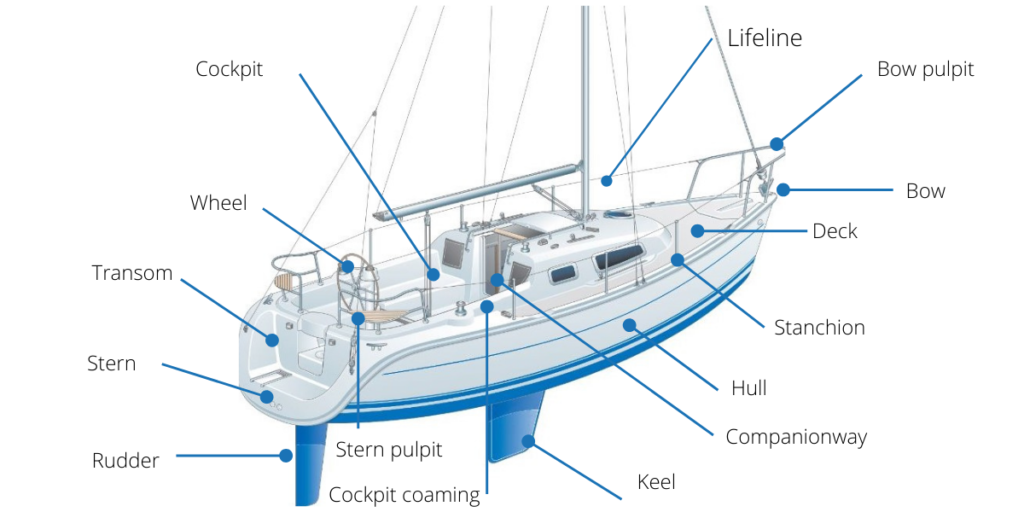 Lifeline
Cockpit
Bow pulpit
Wheel
Bow
Deck
Transom
Stanchion
Stern
Hull
Companionway
Stern pulpit
Rudder
Keel
Cockpit coaming